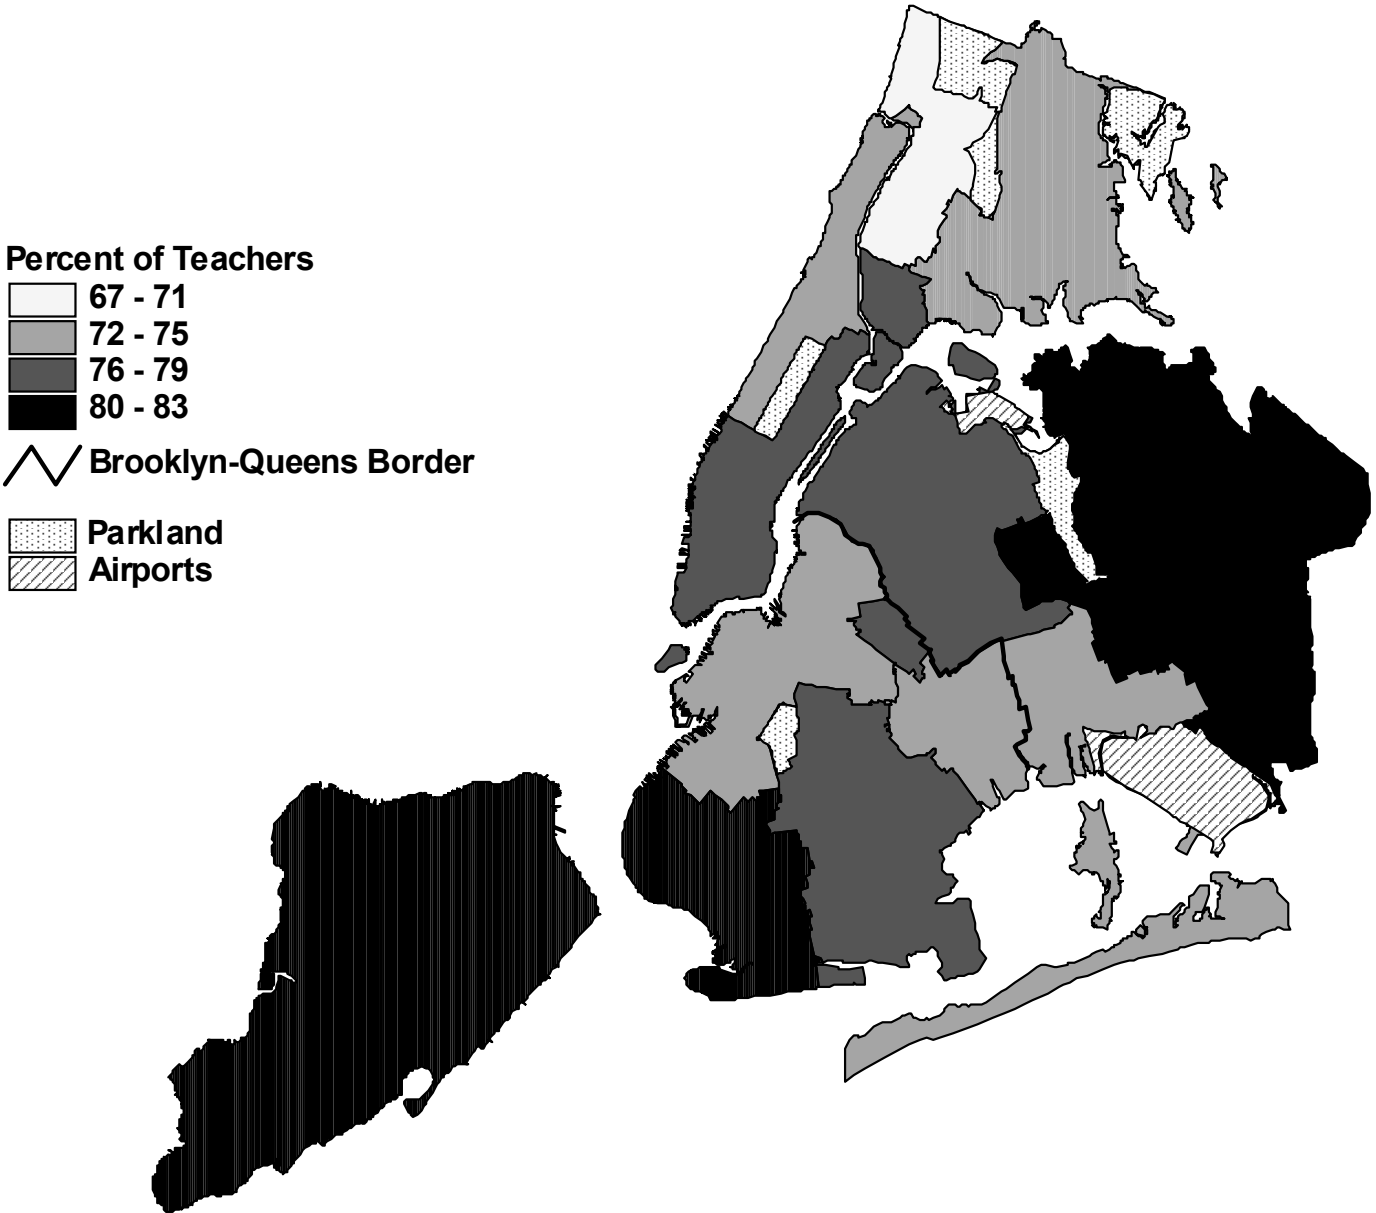 Percent of Teachers
67 - 71
72 - 75
76 - 79
80 - 83
Brooklyn-Queens Border
Parkland
Airports